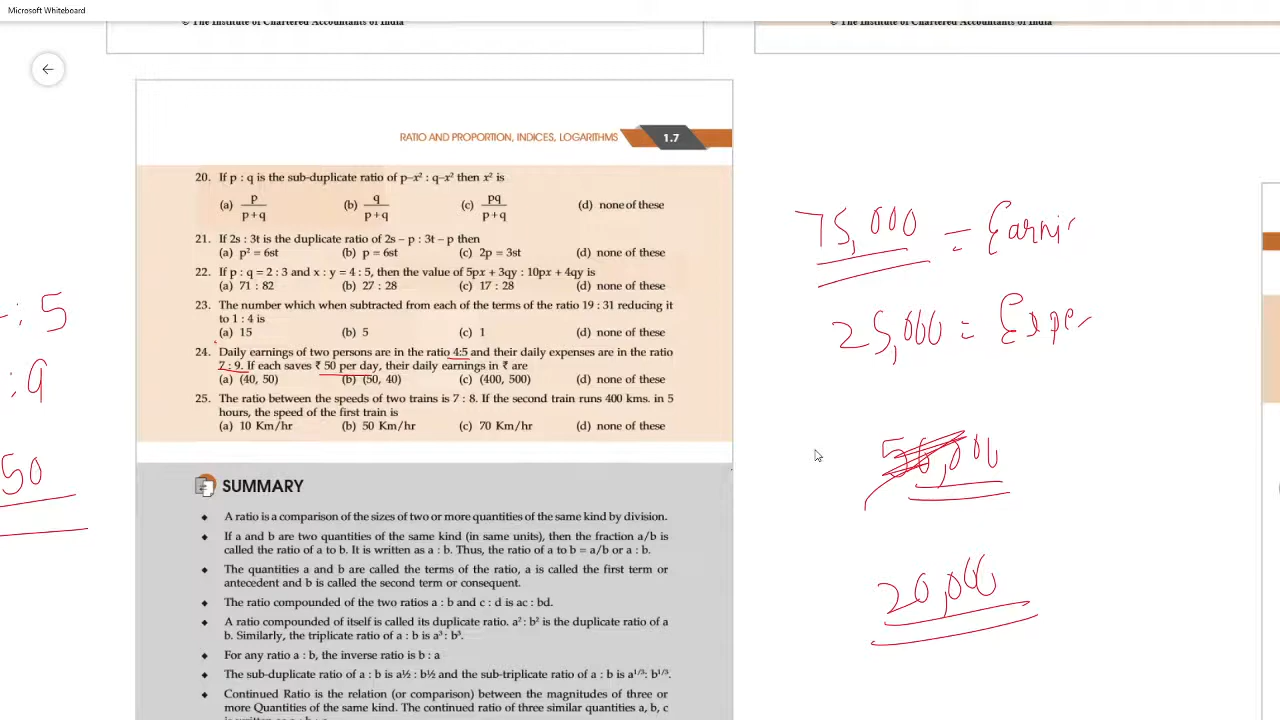 Microsoft Whiteboard
© The Institute of Chartered Accountants of India
© The Institute of Chartered Accountants of India
RATIO AND PROPORTION, INDICES, LOGARITHMS 1.7
20. If p : q is the sub-duplicate ratio of p–x² : q–x² then x² is
(a) p/p+q (b) q/p+q (c) pq/p+q (d) none of these
21. If 2s : 3t is the duplicate ratio of 2s – p : 3t – p then
(a) p² = 6st (b) p = 6st (c) 2p = 3st (d) none of these
22. If p : q = 2 : 3 and x : y = 4 : 5, then the value of 5px + 3qy : 10px + 4qy is
(a) 71 : 82 (b) 27 : 28 (c) 17 : 28 (d) none of these
23. The number which when subtracted from each of the terms of the ratio 19 : 31 reducing it
to 1 : 4 is
(a) 15 (b) 5 (c) 1 (d) none of these
24. Daily earnings of two persons are in the ratio 4:5 and their daily expenses are in the ratio
7 : 9. If each saves ₹ 50 per day, their daily earnings in ₹ are
(a) (40, 50) (b) (50, 40) (c) (400, 500) (d) none of these
25. The ratio between the speeds of two trains is 7 : 8. If the second train runs 400 kms. in 5
hours, the speed of the first train is
(a) 10 Km/hr (b) 50 Km/hr (c) 70 Km/hr (d) none of these
SUMMARY
♦ A ratio is a comparison of the sizes of two or more quantities of the same kind by division.
♦ If a and b are two quantities of the same kind (in same units), then the fraction a/b is
called the ratio of a to b. It is written as a : b. Thus, the ratio of a to b = a/b or a : b.
♦ The quantities a and b are called the terms of the ratio, a is called the first term or
antecedent and b is called the second term or consequent.
♦ The ratio compounded of the two ratios a : b and c : d is ac : bd.
♦ A ratio compounded of itself is called its duplicate ratio. a² : b² is the duplicate ratio of a
b. Similarly, the triplicate ratio of a : b is a³ : b³.
♦ For any ratio a : b, the inverse ratio is b : a
♦ The sub-duplicate ratio of a : b is a½ : b½ and the sub-triplicate ratio of a : b is a¹/³: b¹/³.
♦ Continued Ratio is the relation (or comparison) between the magnitudes of three or
more Quantities of the same kind. The continued ratio of three similar quantities a, b, c
is written as a : b : c
: 5
: 9
50
75,000 = Earni
25,000 = Expe
50,000
20,000